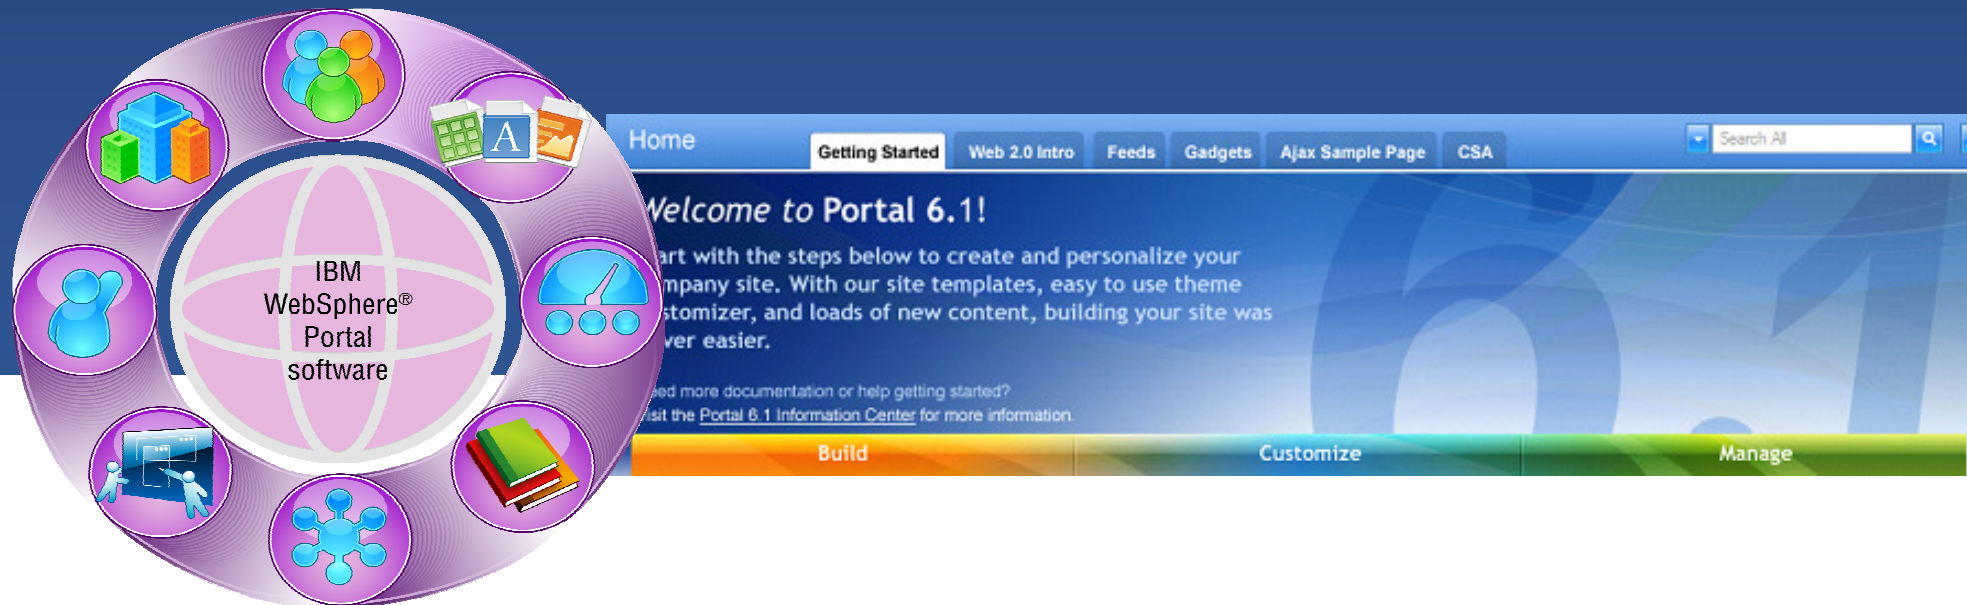 IBM
WebSphere®
Portal
software
Home
Getting Started
Web 2.0 Intro
Feeds
Gadgets
Ajax Sample Page
CSA
Search All
Welcome to Portal 6.1!
art with the steps below to create and personalize your
mpany site. With our site templates, easy to use theme
stomizer, and loads of new content, building your site was
ver easier.
ed more documentation or help getting started?
sit the Portal 6.1 Information Center for more information.
6.1
Build
Customize
Manage
A